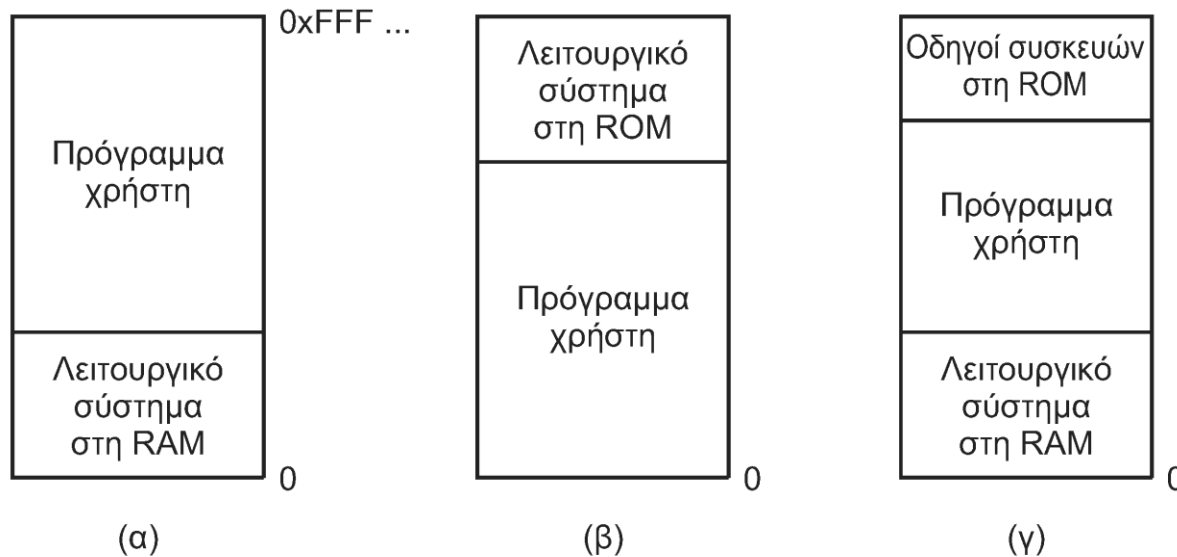 0xFFF ...
Πρόγραμμα
χρήστη
Λειτουργικό
σύστημα
στη RAM
0
(α)
Λειτουργικό
σύστημα
στη ROM
Πρόγραμμα
χρήστη
0
(β)
Οδηγοί συσκευών
στη ROM
Πρόγραμμα
χρήστη
Λειτουργικό
σύστημα
στη RAM
0
(γ)